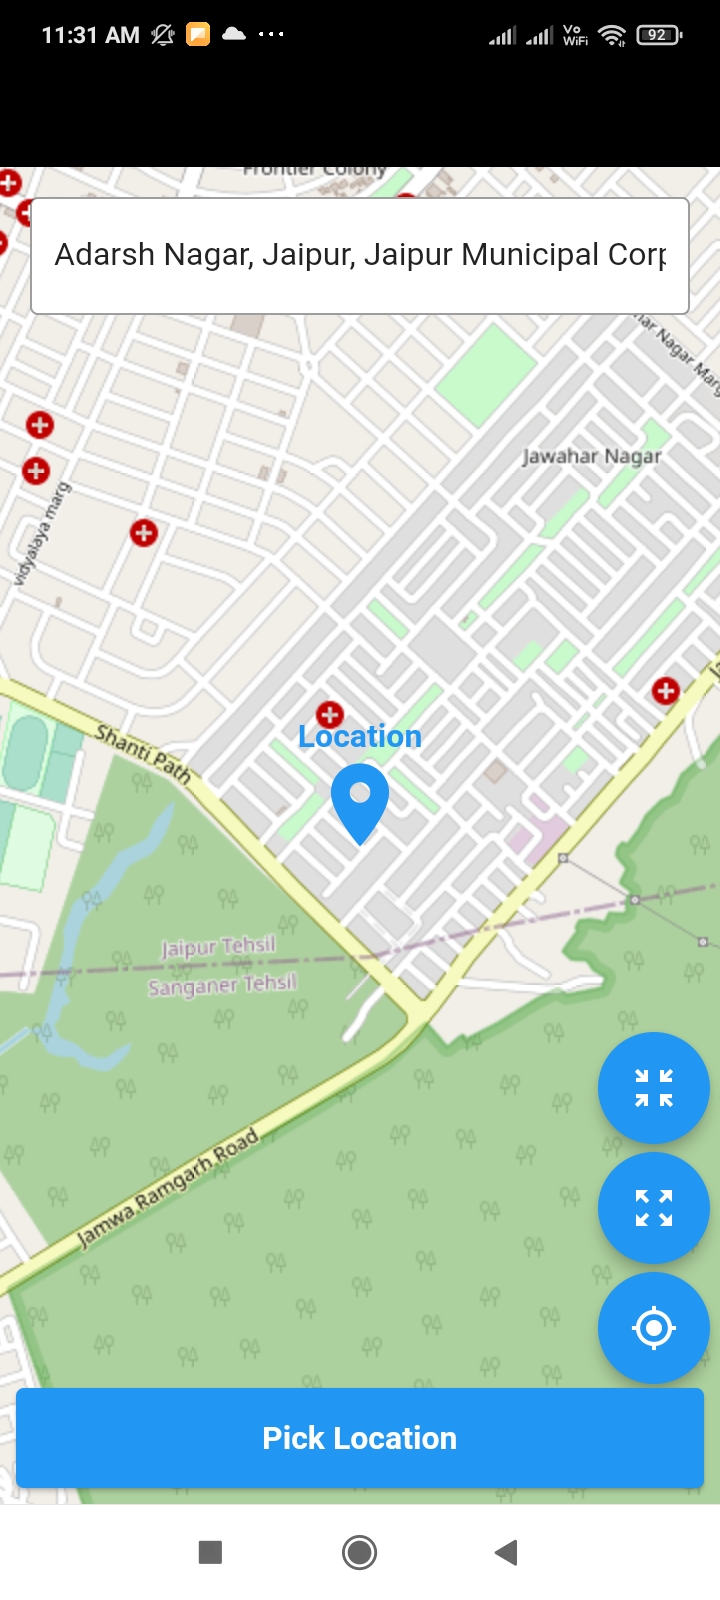 11:31 AM
Vo
WiFi
92
Frontier Colony
Adarsh Nagar, Jaipur, Jaipur Municipal Corp
Nagar Marg
Jawahar Nagar
vidyalaya marg
Location
Shanti Path
Jaipur Tehsil
Sanganer Tehsil
Jamwa Ramgarh Road
Pick Location